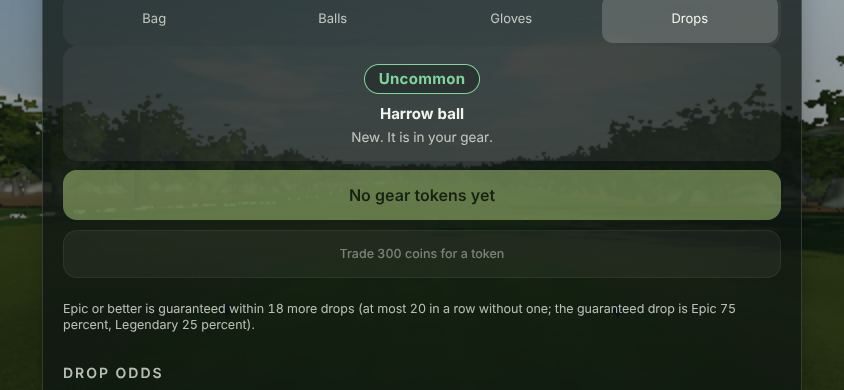 Bag
Balls
Gloves
Drops
Uncommon
Harrow ball
New. It is in your gear.
No gear tokens yet
Trade 300 coins for a token
Epic or better is guaranteed within 18 more drops (at most 20 in a row without one; the guaranteed drop is Epic 75
percent, Legendary 25 percent).
DROP ODDS